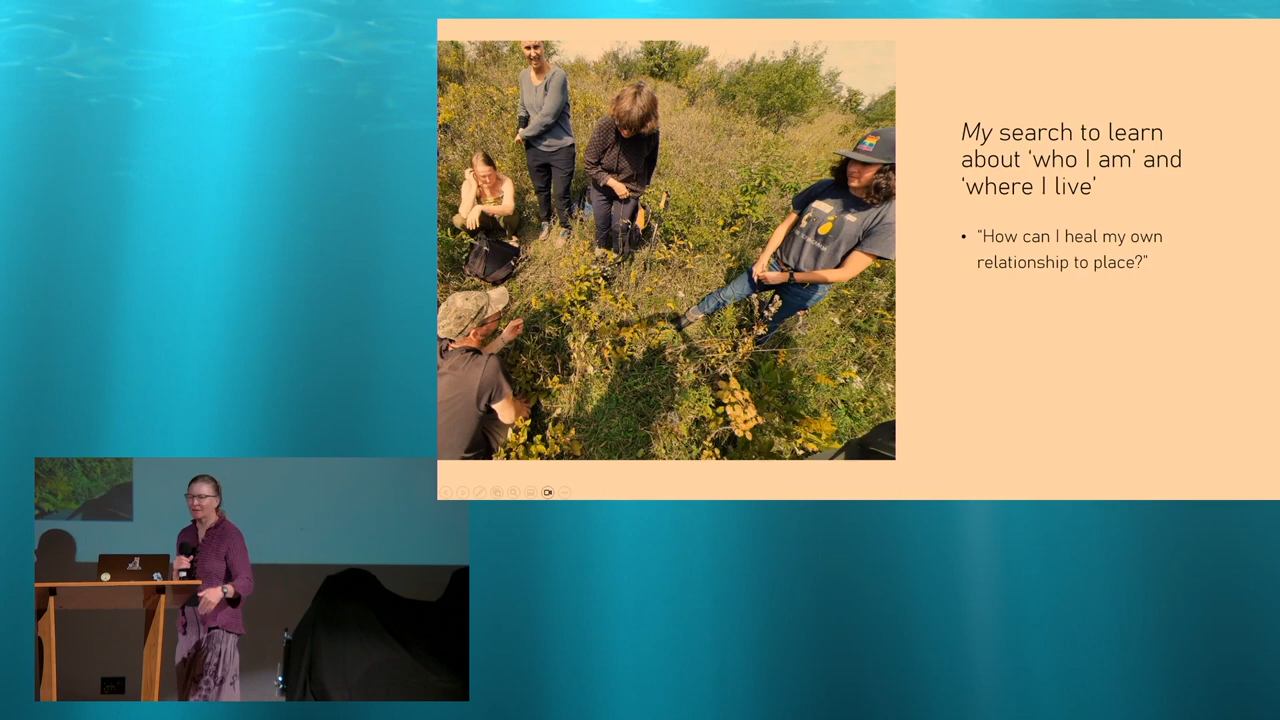 My search to learn
about ‘who I am’ and
‘where I live’
• "How can I heal my own
relationship to place?"